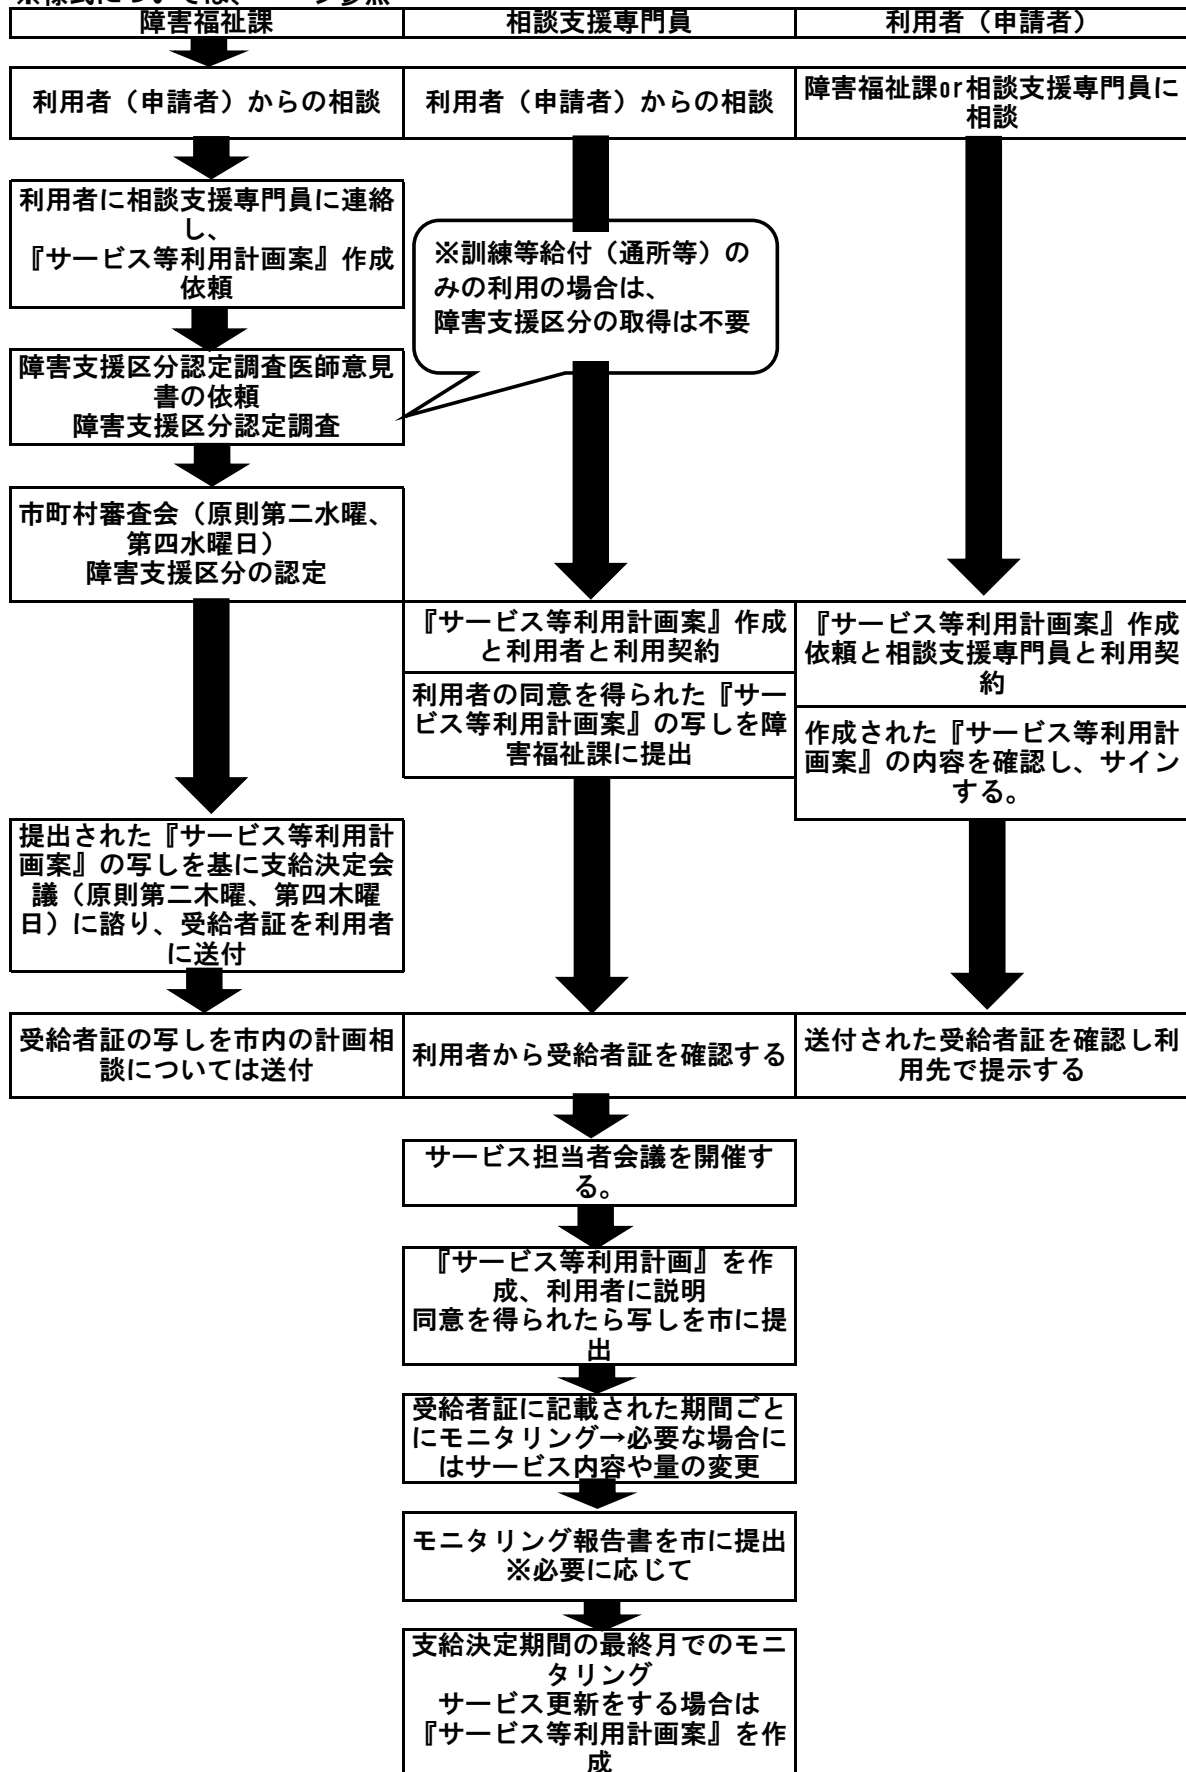 障害福祉課
相談支援専門員
利用者（申請者）
利用者（申請者）からの相談
利用者（申請者）からの相談
障害福祉課or相談支援専門員に
相談
利用者に相談支援専門員に連絡
し、
『サービス等利用計画案』作成
依頼
※訓練等給付（通所等）の
みの利用の場合は、
障害支援区分の取得は不要
障害支援区分認定調査医師意見
書の依頼
障害支援区分認定調査
市町村審査会（原則第二水曜、
第四水曜日）
障害支援区分の認定
『サービス等利用計画案』作成
と利用者と利用契約
『サービス等利用計画案』作成
依頼と相談支援専門員と利用契
約
利用者の同意を得られた『サー
ビス等利用計画案』の写しを障
害福祉課に提出
作成された『サービス等利用計
画案』の内容を確認し、サイン
する。
提出された『サービス等利用計
画案』の写しを基に支給決定会
議（原則第二木曜、第四木曜
日）に諮り、受給者証を利用者
に送付
受給者証の写しを市内の計画相
談については送付
利用者から受給者証を確認する
送付された受給者証を確認し利
用先で提示する
サービス担当者会議を開催す
る。
『サービス等利用計画』を作
成、利用者に説明
同意を得られたら写しを市に提
出
受給者証に記載された期間ごと
にモニタリング→必要な場合に
はサービス内容や量の変更
モニタリング報告書を市に提出
※必要に応じて
支給決定期間の最終月でのモニ
タリング
サービス更新をする場合は
『サービス等利用計画案』を作
成